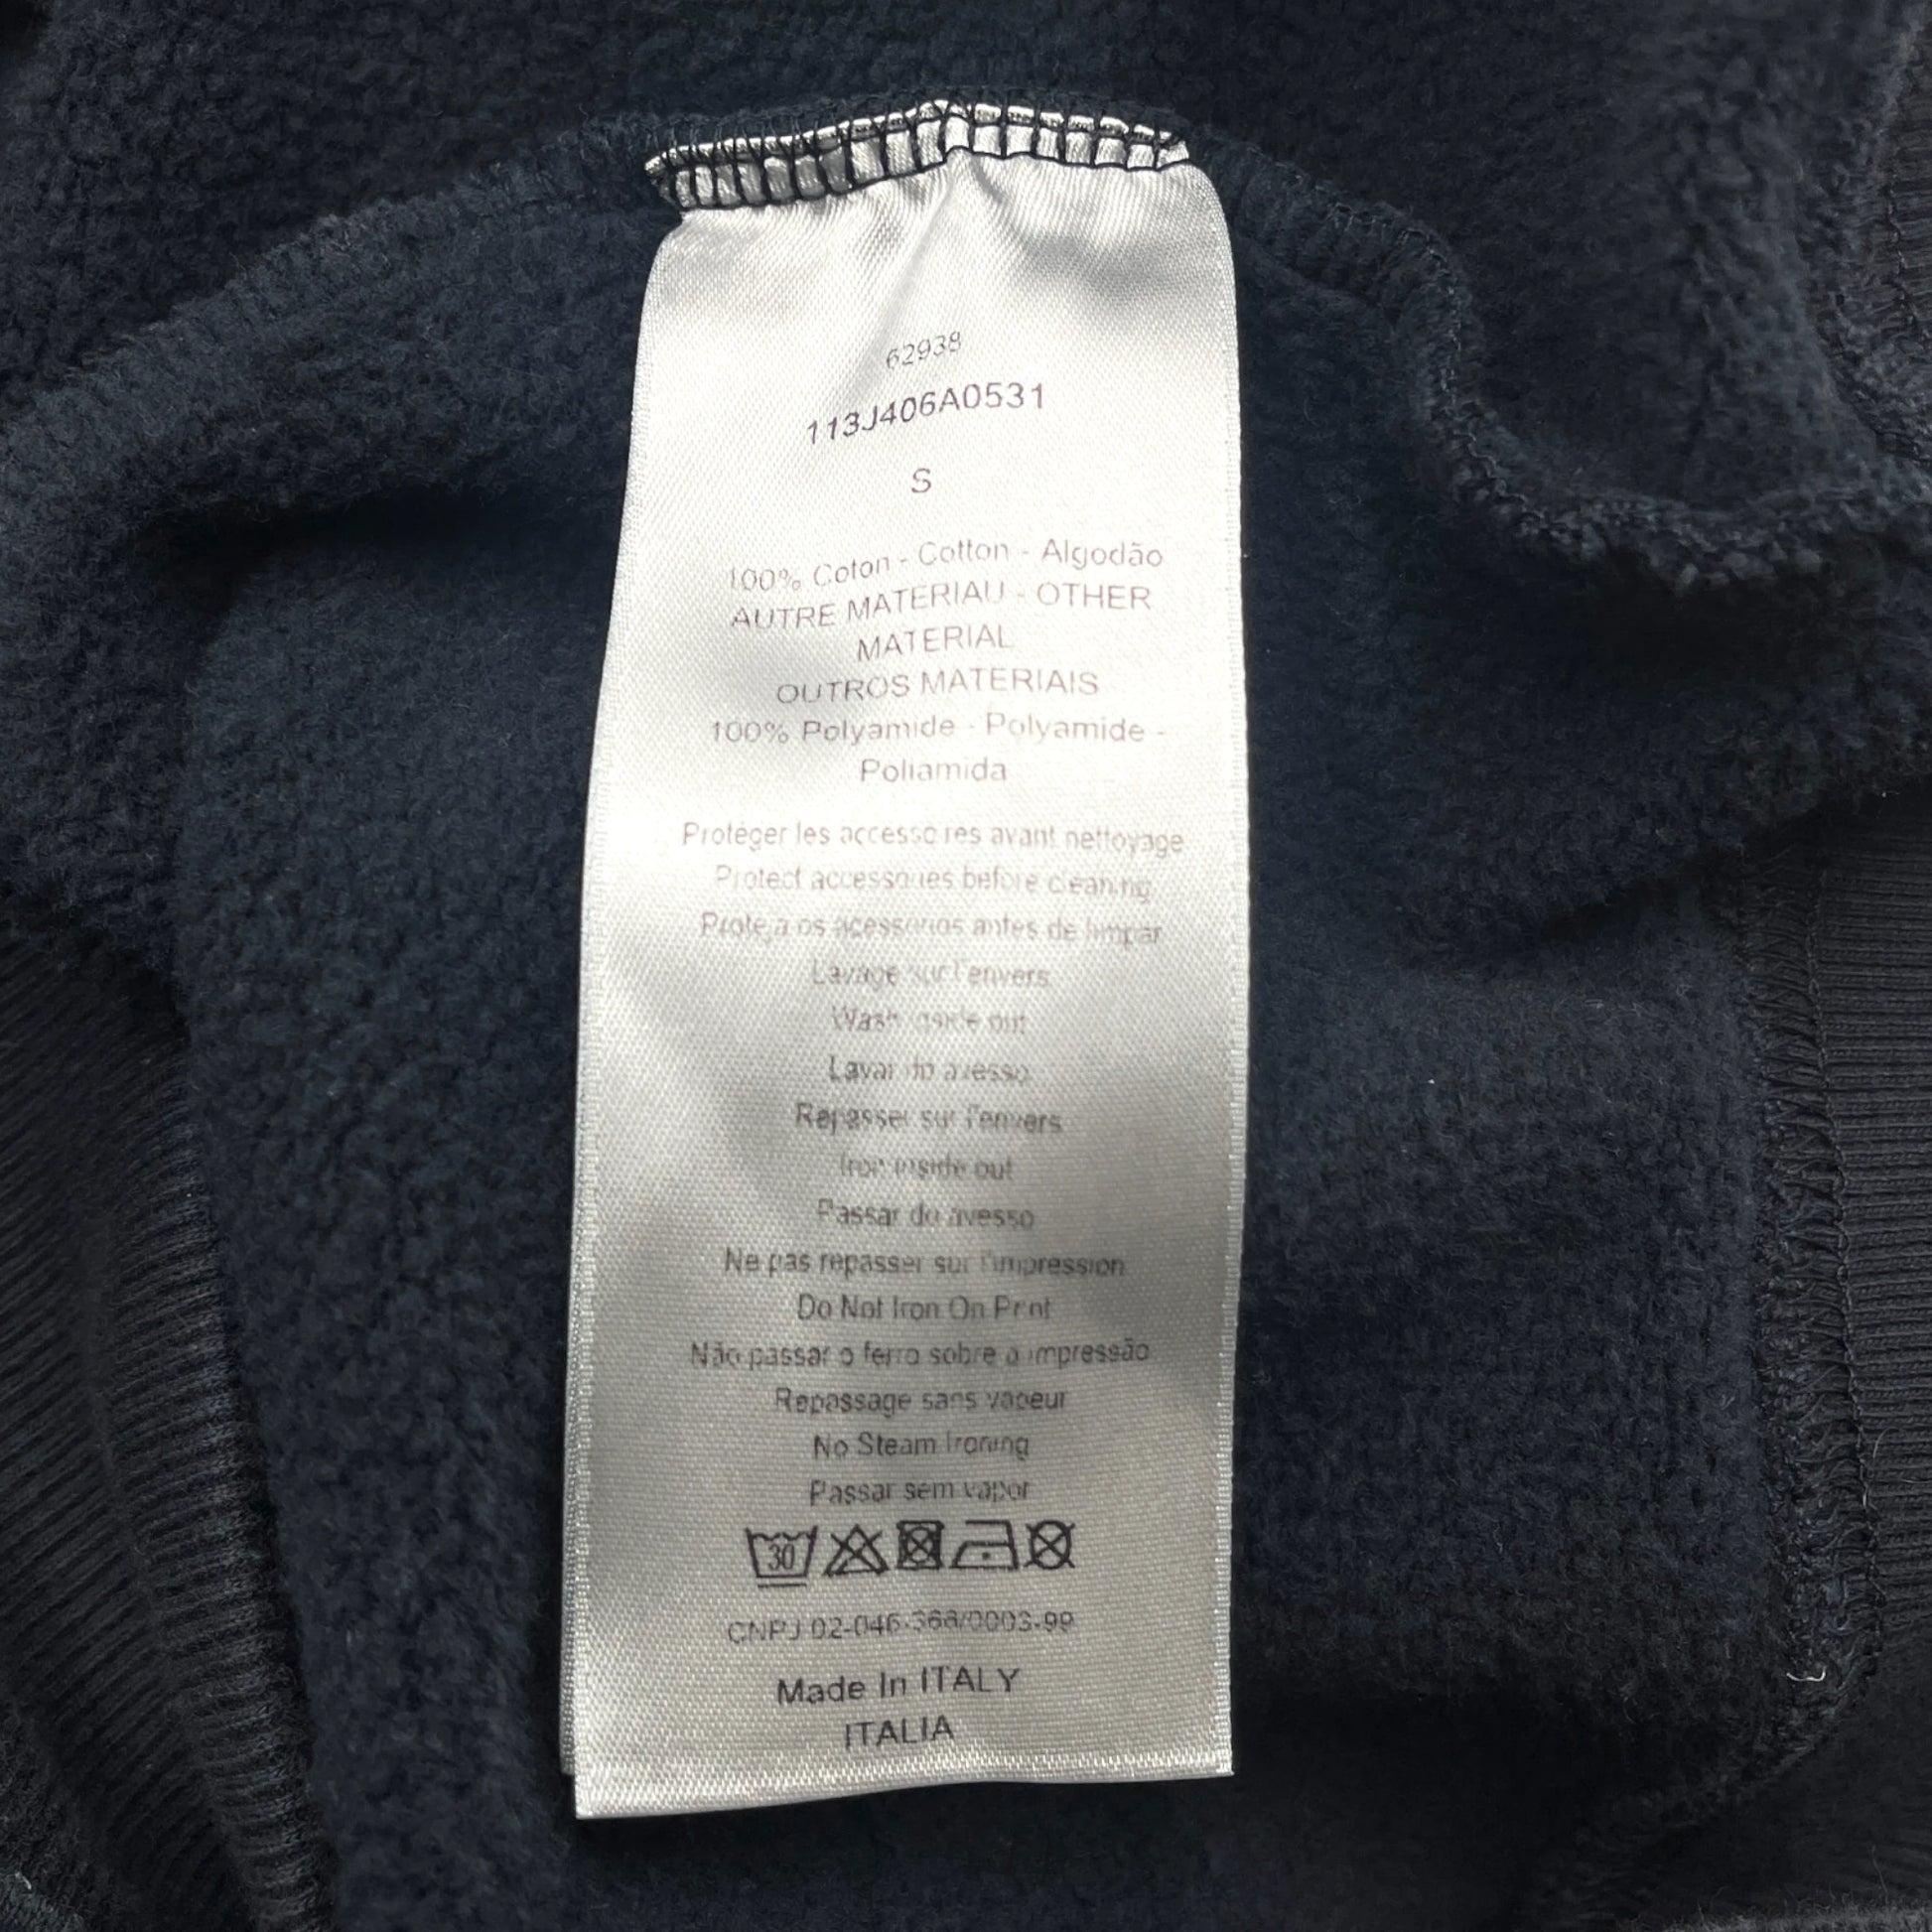 62938
113J406A0531
S
100% Coton - Cotton - Algodão
AUTRE MATERIAU - OTHER
MATERIAL
OUTROS MATERIAIS
100% Polyamide - Polyamide -
Poliamida
Protéger les accessoires avant nettoyage
Protect accessories before cleaning
Proteja os acessorios antes de limpar
Lavage sur l'envers
Wash inside out
Lavar do avesso
Repasser sur l'envers
Iron inside out
Passar do avesso
Ne pas repasser sur l'impression
Do Not Iron On Print
Não passar o ferro sobre a impressão
Repassage sans vapeur
No Steam Ironing
Passar sem vapor
30
CNPJ 02-046-368/0003-99
Made In ITALY
ITALIA